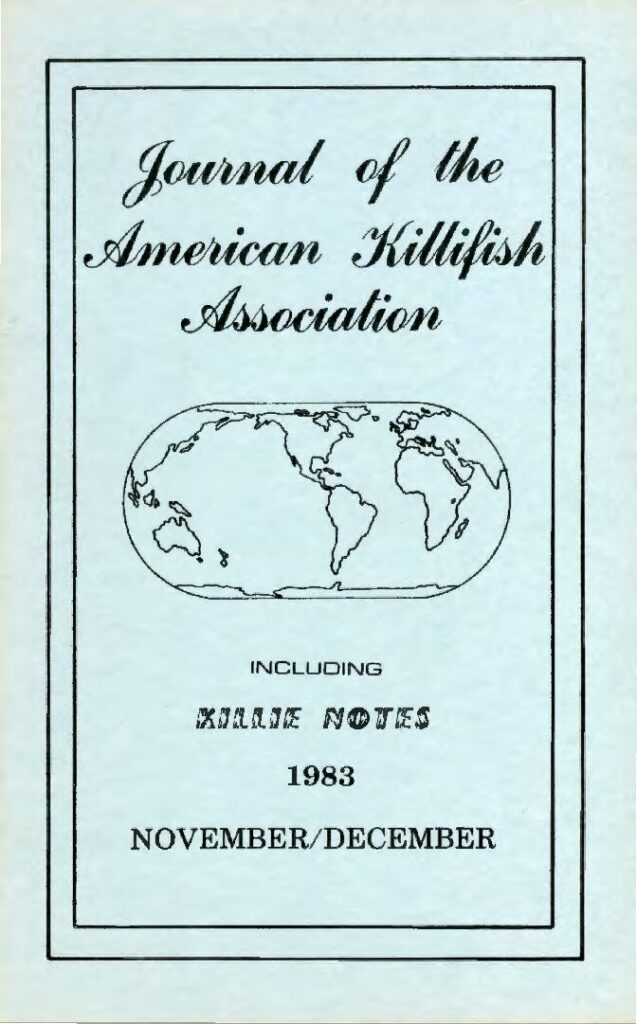 Journal of the
American Killifish
Association
INCLUDING
KILLIE NOTES
1983
NOVEMBER/DECEMBER